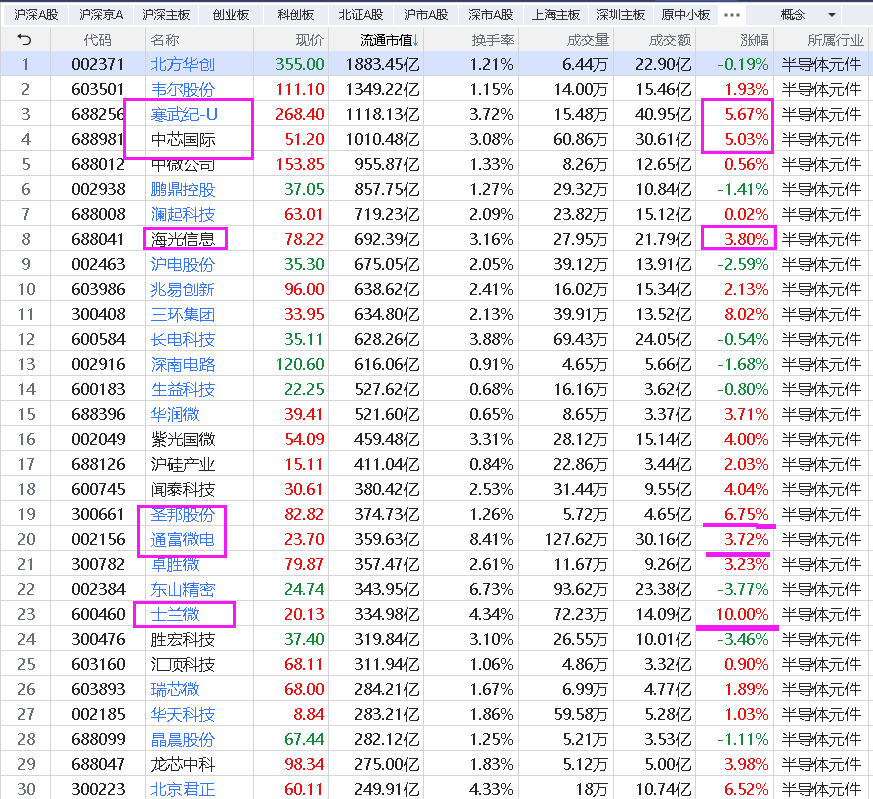 沪深A股 沪深京A 沪深主板 创业板 科创板 北证A股 沪市A股 深市A股 上海主板 深圳主板 原中小板 ••• 概念
代码 名称 现价 流通市值↓ 换手率 成交量 成交额 涨幅 所属行业
1 002371 北方华创 355.00 1883.45亿 1.21% 6.44万 22.90亿 -0.19% 半导体元件
2 603501 韦尔股份 111.10 1349.22亿 1.15% 14.00万 15.46亿 1.93% 半导体元件
3 688256 寒武纪-U 268.40 1118.13亿 3.72% 15.48万 40.95亿 5.67% 半导体元件
4 688981 中芯国际 51.20 1010.48亿 3.08% 60.86万 30.61亿 5.03% 半导体元件
5 688012 中微公司 153.85 955.87亿 1.33% 8.26万 12.65亿 0.56% 半导体元件
6 002938 鹏鼎控股 37.05 857.75亿 1.27% 29.32万 10.84亿 -1.41% 半导体元件
7 688008 澜起科技 63.01 719.23亿 2.09% 23.82万 15.12亿 0.02% 半导体元件
8 688041 海光信息 78.22 692.39亿 3.16% 27.95万 21.79亿 3.80% 半导体元件
9 002463 沪电股份 35.30 675.05亿 2.05% 39.12万 13.91亿 -2.59% 半导体元件
10 603986 兆易创新 96.00 638.62亿 2.41% 16.02万 15.34亿 2.13% 半导体元件
11 300408 三环集团 33.95 634.80亿 2.13% 39.91万 13.52亿 8.02% 半导体元件
12 600584 长电科技 35.11 628.26亿 3.88% 69.43万 24.05亿 -0.54% 半导体元件
13 002916 深南电路 120.60 616.06亿 0.91% 4.65万 5.66亿 -1.68% 半导体元件
14 600183 生益科技 22.25 527.62亿 0.68% 16.16万 3.62亿 -0.80% 半导体元件
15 688396 华润微 39.41 521.60亿 0.65% 8.65万 3.37亿 3.71% 半导体元件
16 002049 紫光国微 54.09 459.48亿 3.31% 28.12万 15.14亿 4.00% 半导体元件
17 688126 沪硅产业 15.11 411.04亿 0.84% 22.86万 3.44亿 2.03% 半导体元件
18 600745 闻泰科技 30.61 380.42亿 2.53% 31.44万 9.55亿 4.04% 半导体元件
19 300661 圣邦股份 82.82 374.73亿 1.26% 5.72万 4.65亿 6.75% 半导体元件
20 002156 通富微电 23.70 359.63亿 8.41% 127.62万 30.16亿 3.72% 半导体元件
21 300782 卓胜微 79.87 357.47亿 2.61% 11.67万 9.26亿 3.23% 半导体元件
22 002384 东山精密 24.74 343.95亿 6.73% 93.62万 23.38亿 -3.77% 半导体元件
23 600460 士兰微 20.13 334.98亿 4.34% 72.23万 14.09亿 10.00% 半导体元件
24 300476 胜宏科技 37.40 319.84亿 3.10% 26.55万 10.01亿 -3.46% 半导体元件
25 603160 汇顶科技 68.11 311.94亿 1.06% 4.86万 3.32亿 0.90% 半导体元件
26 603893 瑞芯微 68.00 284.21亿 1.67% 6.99万 4.77亿 1.89% 半导体元件
27 002185 华天科技 8.84 283.21亿 1.86% 59.58万 5.28亿 1.03% 半导体元件
28 688099 晶晨股份 67.44 282.12亿 1.25% 5.21万 3.53亿 -1.11% 半导体元件
29 688047 龙芯中科 98.34 275.00亿 1.83% 5.12万 5.00亿 3.98% 半导体元件
30 300223 北京君正 60.11 249.91亿 4.33% 18万 10.74亿 6.52% 半导体元件